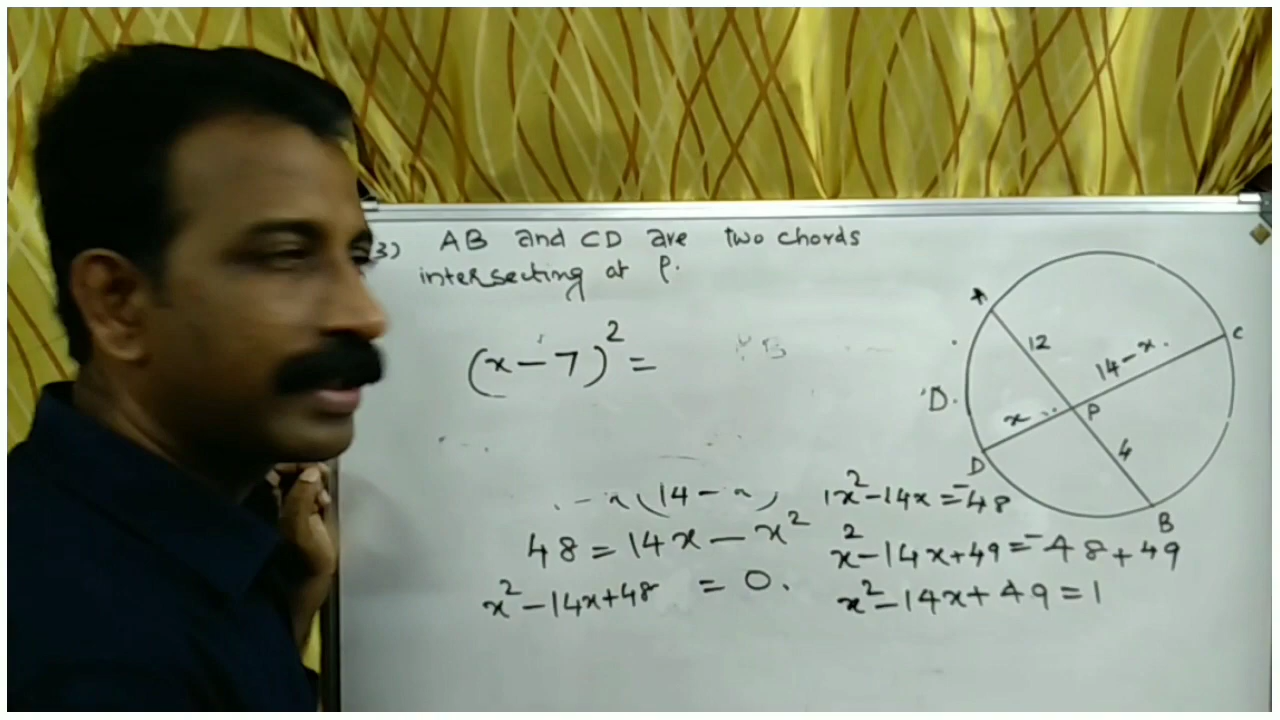 3) AB and CD are two chords
intersecting at P.
(x-7)² =
A
12
C
14-x.
D.
x
P
4
D
B
(14-
48 = 14x - x²
x² - 14x + 48 = 0.
1x² - 14x = -48
x² - 14x + 49 = -48 + 49
x² - 14x + 49 = 1